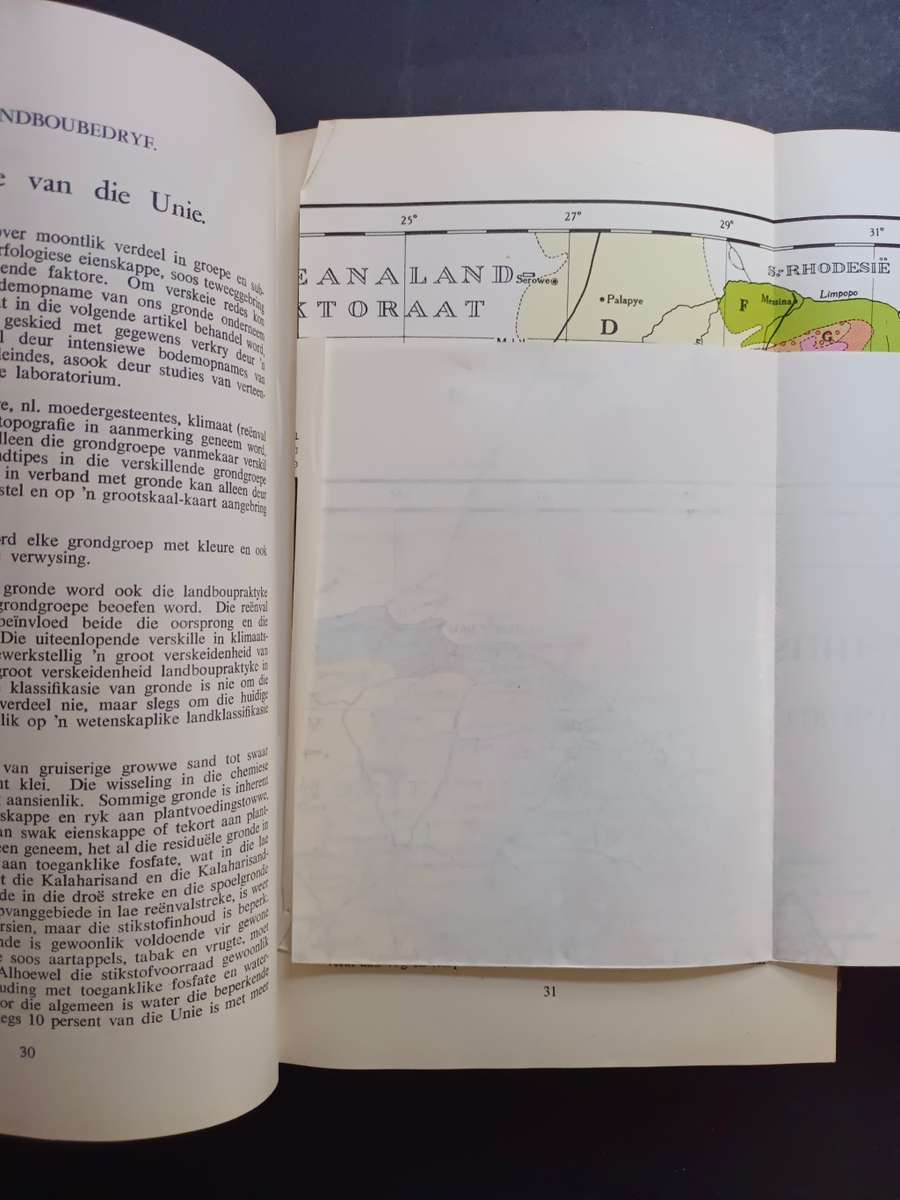 NDBOUBEDRYF.
e van die Unie.
over moontlik verdeel in groepe en sub-
rfologiese eienskappe, soos teweeggebring
ende faktore. Om verskeie redes kon
demopname van ons gronde onderneem
t in die volgende artikel behandel word,
geskied met gegewens verkry deur 'n
l deur intensiewe bodemopnames van
leindes, asook deur studies van verteen-
e laboratorium.
re, nl. moedergesteentes, klimaat (reënval
topografie in aanmerking geneem word,
lleen die grondgroepe vanmekaar verskil
ndtipes in die verskillende grondgroepe
in verband met gronde kan alleen deur
stel en op 'n grootskaal-kaart aangebring
ord elke grondgroep met kleure en ook
verwysing.
gronde word ook die landboupraktyke
grondgroepe beoefen word. Die reënval
beïnvloed beide die oorsprong en die
Die uiteenlopende verskille in klimaats-
ewerkstellig 'n groot verskeidenheid van
groot verskeidenheid landboupraktyke in
klassifikasie van gronde is nie om die
verdeel nie, maar slegs om die huidige
lik op 'n wetenskaplike landklassifikasie
van gruiserige growwe sand tot swaar
nt klei. Die wisseling in die chemiese
aansienlik. Sommige gronde is inherent
skappe en ryk aan plantvoedingstowwe,
an swak eienskappe of tekort aan plant-
een geneem, het al die residuële gronde in
aan toeganklike fosfate, wat in die lae
t die Kalaharisand en die Kalaharisand-
de in die droë streke en die spoelgronde
pvanggebiede in lae reënvalstreke, is weer
rsien, maar die stikstofinhoud is beperk.
nde is gewoonlik voldoende vir gewone
e soos aartappels, tabak en vrugte, moet
Alhoewel die stikstofvoorraad gewoonlik
uding met toeganklike fosfate en water-
or die algemeen is water die beperkende
egs 10 persent van die Unie is met meer
30
25° 27° 29° 31°
EANALAND-
KTORAAT
Serowe
Palapye
D
F
Messina
S. RHODESIË
Limpopo
G
31